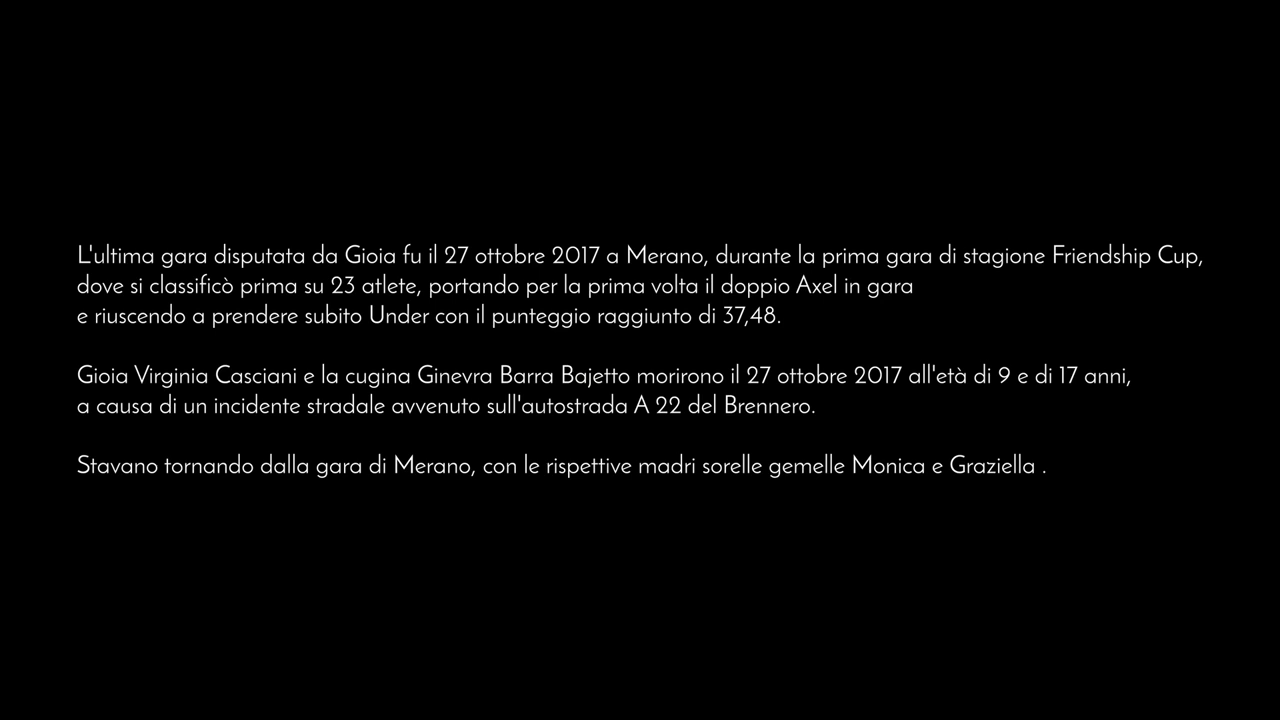 L'ultima gara disputata da Gioia fu il 27 ottobre 2017 a Merano, durante la prima gara di stagione Friendship Cup,
dove si classificò prima su 23 atlete, portando per la prima volta il doppio Axel in gara
e riuscendo a prendere subito Under con il punteggio raggiunto di 37,48.
Gioia Virginia Casciani e la cugina Ginevra Barra Bajetto morirono il 27 ottobre 2017 all'età di 9 e di 17 anni,
a causa di un incidente stradale avvenuto sull'autostrada A 22 del Brennero.
Stavano tornando dalla gara di Merano, con le rispettive madri sorelle gemelle Monica e Graziella .